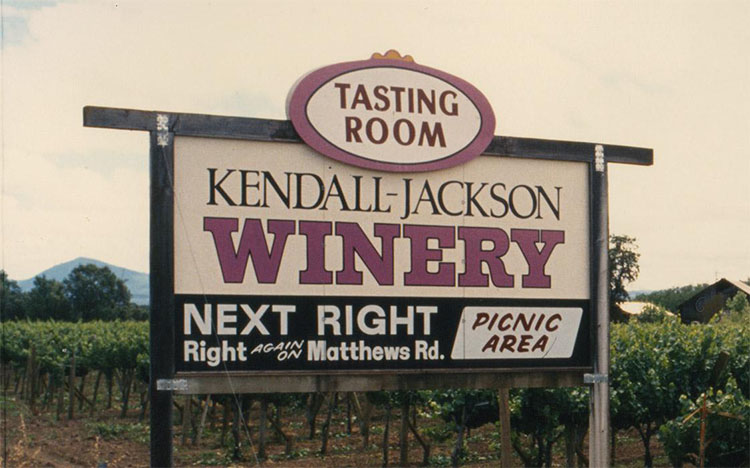 TASTING
ROOM
KENDALL-JACKSON
WINERY
NEXT RIGHT
Right AGAIN ON Matthews Rd.
PICNIC
AREA